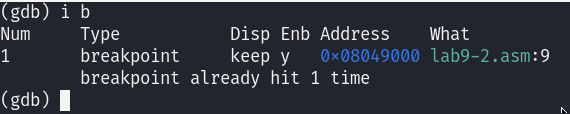 (gdb) i b
Num     Type           Disp Enb Address    What
1       breakpoint     keep y   0x08049000 lab9-2.asm:9
        breakpoint already hit 1 time
(gdb)